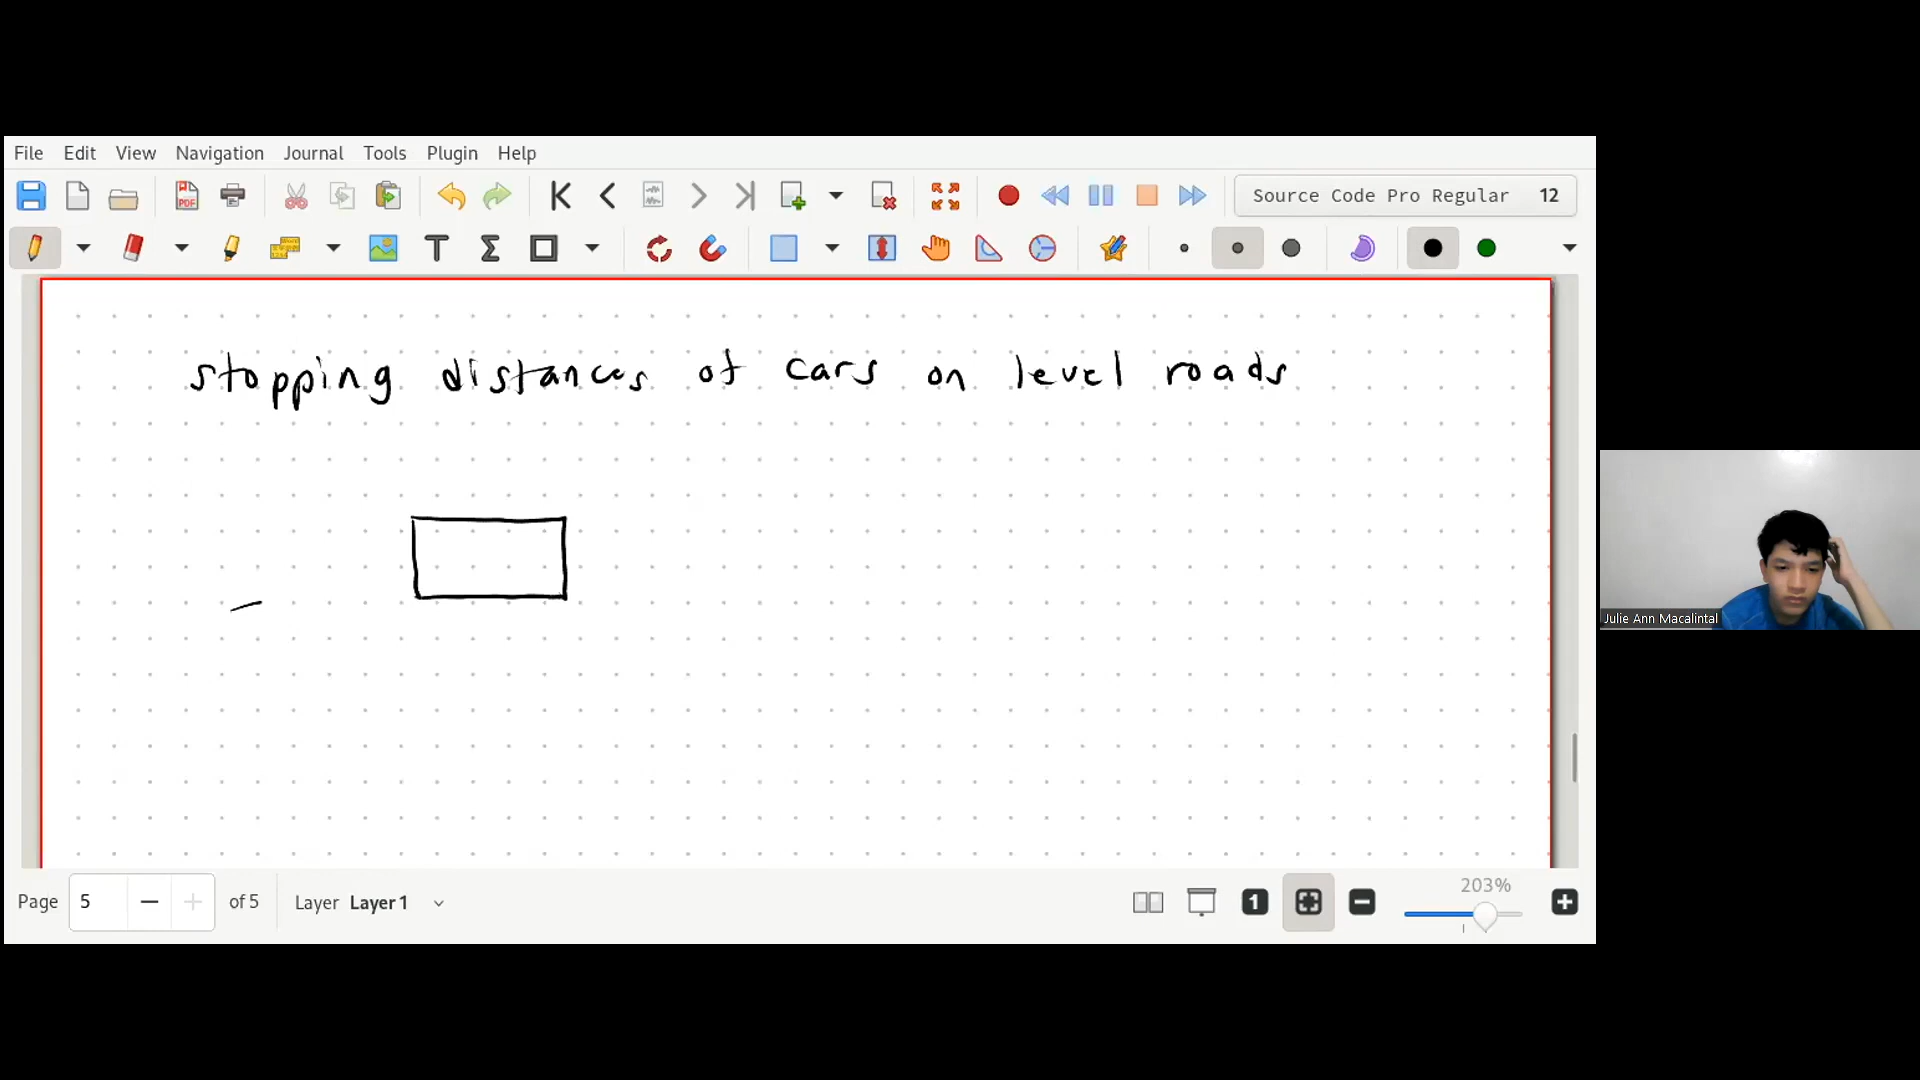 File Edit View Navigation Journal Tools Plugin Help
Source Code Pro Regular 12
stopping distances of cars on level roads
Julie Ann Macalintal
203%
Page 5 of 5 Layer Layer 1 1